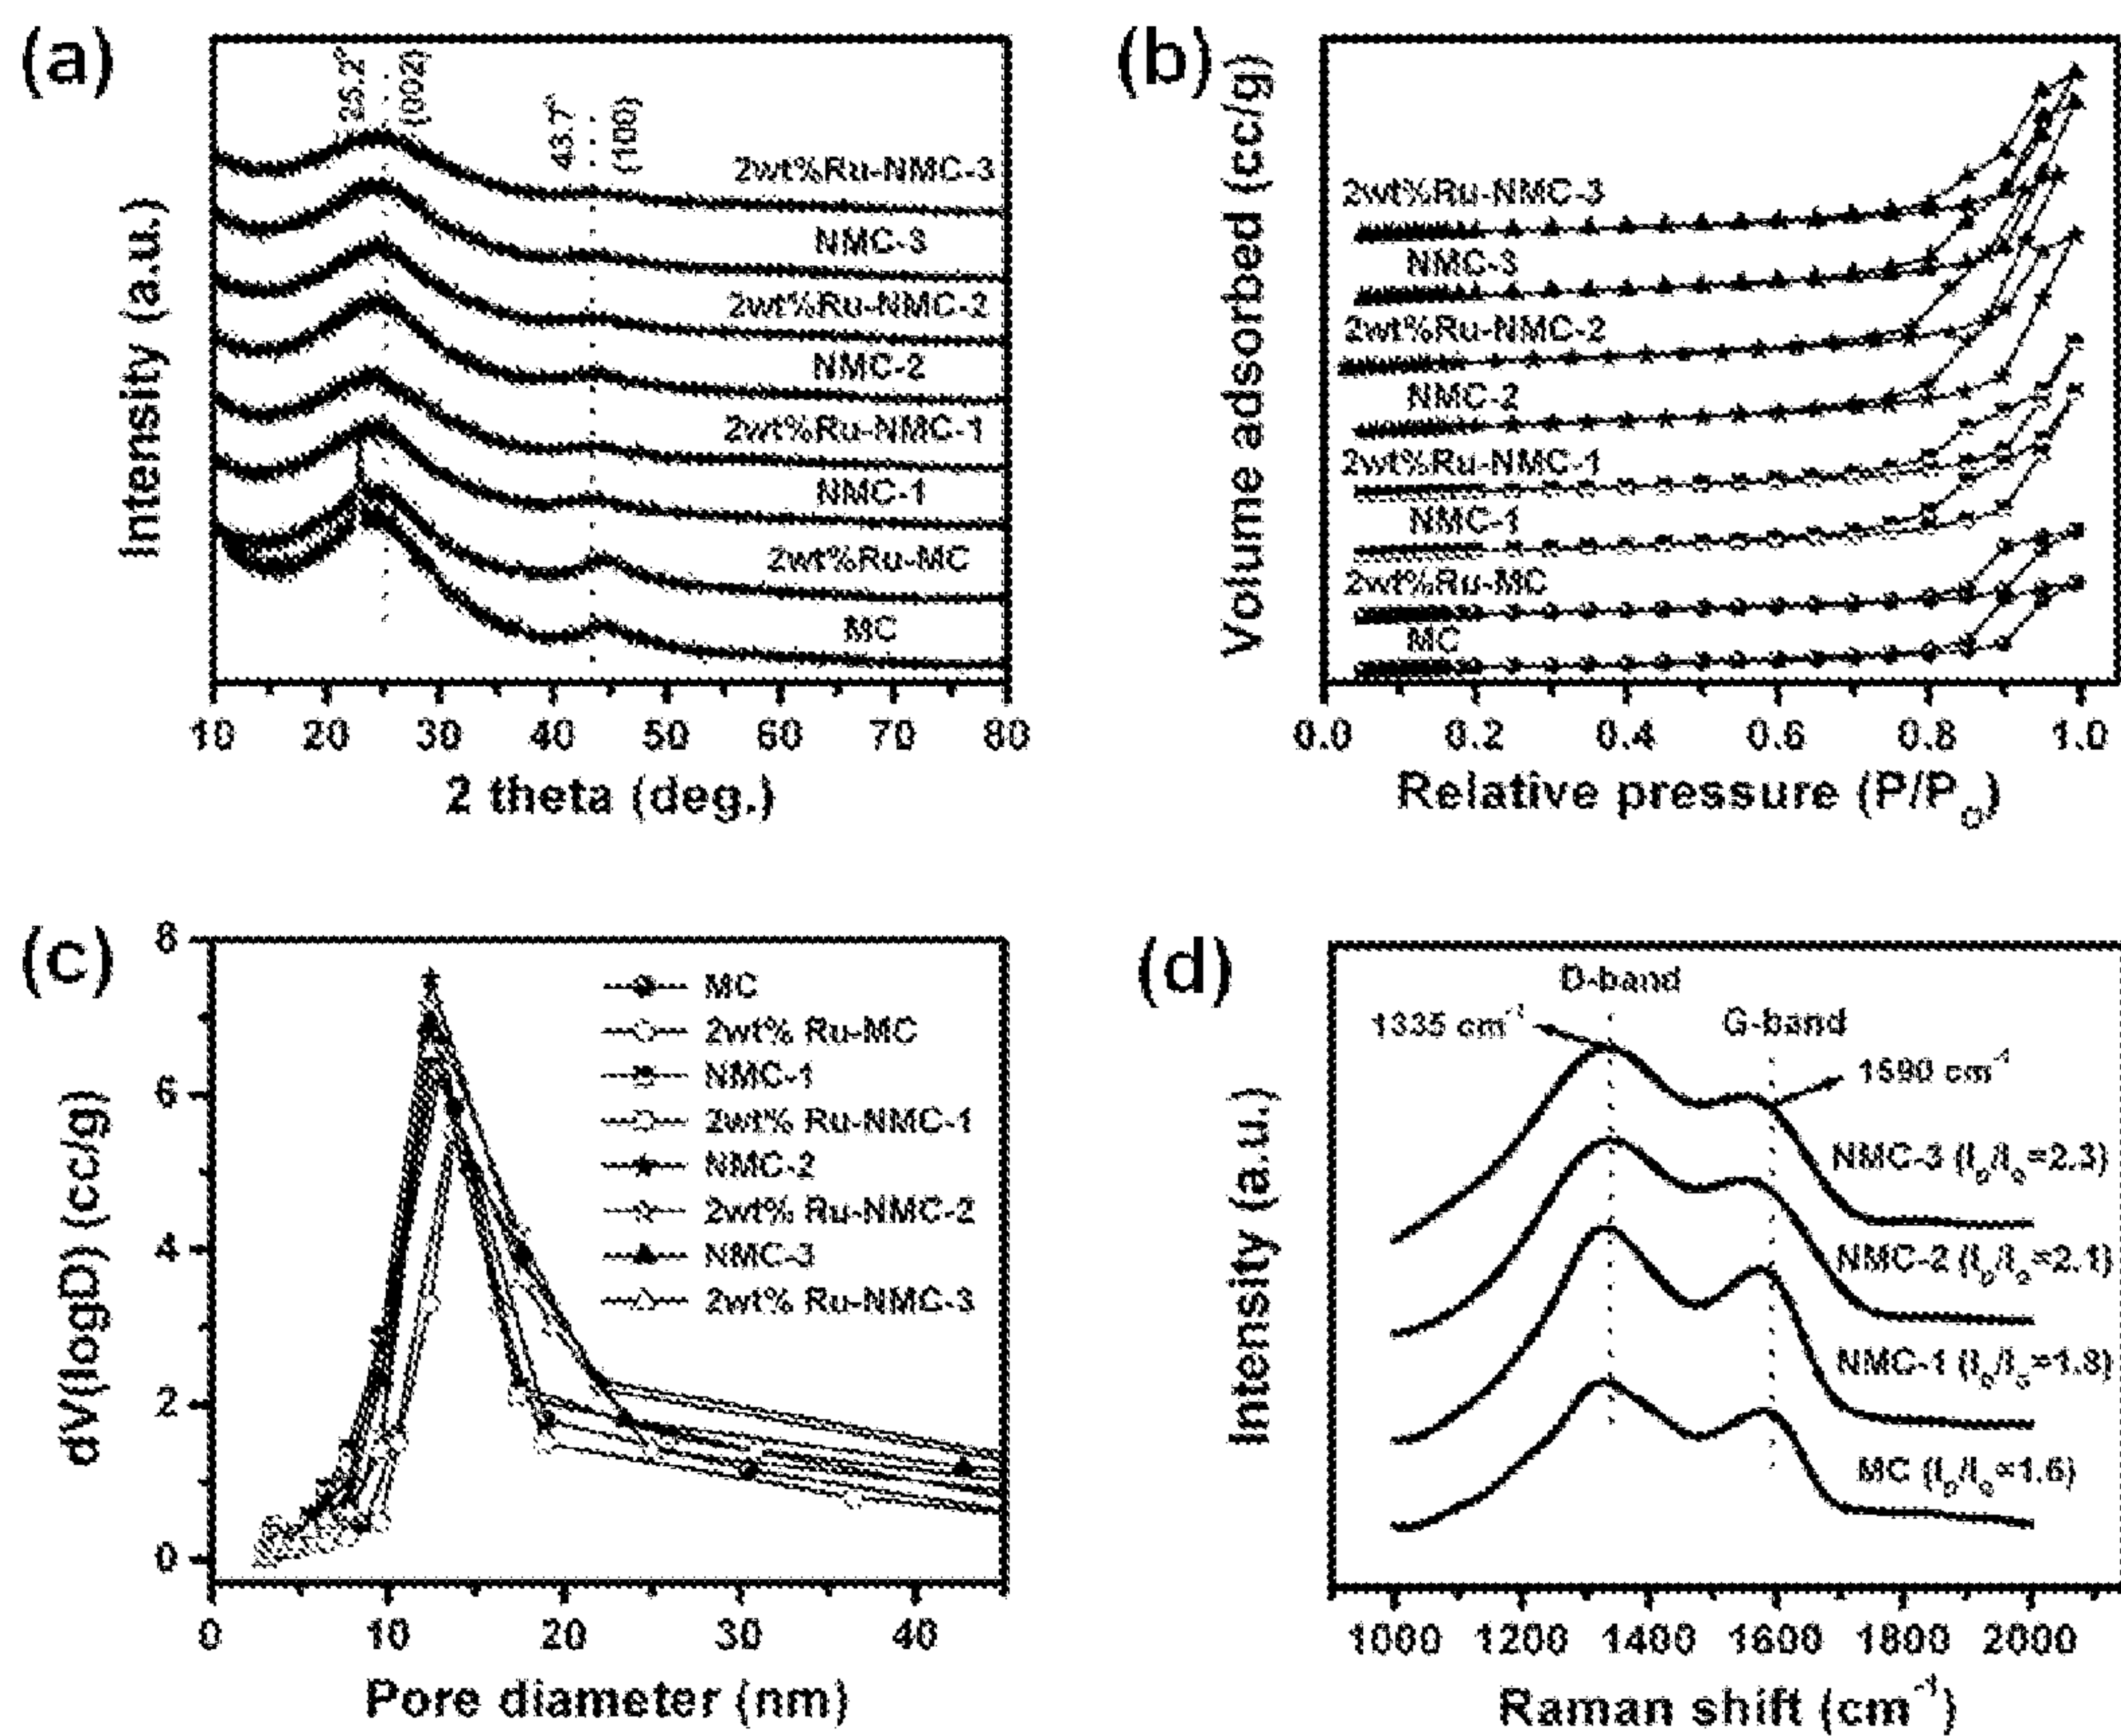 (a)
Intensity (a.u.)
25.2°
(002)
43.7°
(100)
2wt%Ru-NMC-3
NMC-3
2wt%Ru-NMC-2
NMC-2
2wt%Ru-NMC-1
NMC-1
2wt%Ru-MC
MC
10 20 30 40 50 60 70 80
2 theta (deg.)
(b)
Volume adsorbed (cc/g)
2wt%Ru-NMC-3
NMC-3
2wt%Ru-NMC-2
NMC-2
2wt%Ru-NMC-1
NMC-1
2wt%Ru-MC
MC
0.0 0.2 0.4 0.6 0.8 1.0
Relative pressure (P/Po)
(c)
dV(logD) (cc/g)
8
6
4
2
0
MC
2wt% Ru-MC
NMC-1
2wt% Ru-NMC-1
NMC-2
2wt% Ru-NMC-2
NMC-3
2wt% Ru-NMC-3
0 10 20 30 40
Pore diameter (nm)
(d)
Intensity (a.u.)
D-band
1335 cm⁻¹
G-band
1590 cm⁻¹
NMC-3 (I_D/I_G=2.3)
NMC-2 (I_D/I_G=2.1)
NMC-1 (I_D/I_G=1.8)
MC (I_D/I_G=1.6)
1000 1200 1400 1600 1800 2000
Raman shift (cm⁻¹)